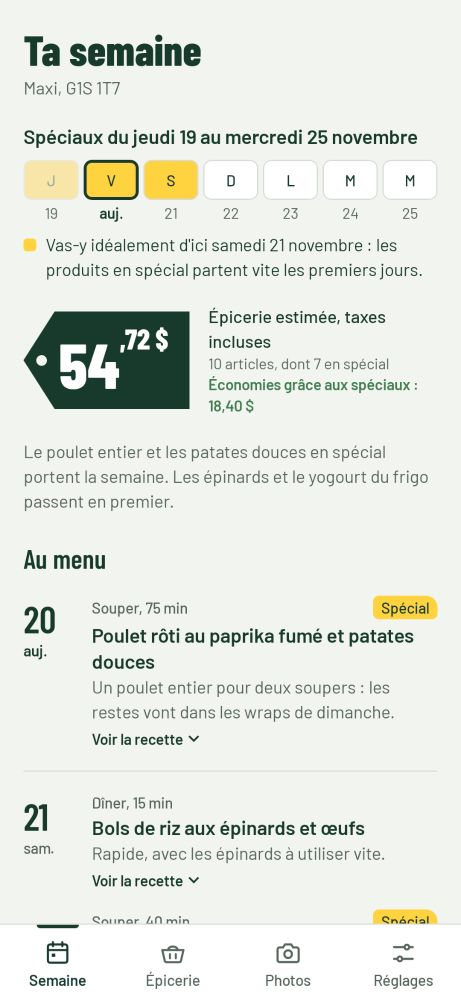 Ta semaine
Maxi, G1S 1T7
Spéciaux du jeudi 19 au mercredi 25 novembre
J V S D L M M
19 auj. 21 22 23 24 25
Vas-y idéalement d'ici samedi 21 novembre : les
produits en spécial partent vite les premiers jours.
54,72 $
Épicerie estimée, taxes
incluses
10 articles, dont 7 en spécial
Économies grâce aux spéciaux :
18,40 $
Le poulet entier et les patates douces en spécial
portent la semaine. Les épinards et le yogourt du frigo
passent en premier.
Au menu
20
auj.
Souper, 75 min
Spécial
Poulet rôti au paprika fumé et patates
douces
Un poulet entier pour deux soupers : les
restes vont dans les wraps de dimanche.
Voir la recette
21
sam.
Dîner, 15 min
Bols de riz aux épinards et œufs
Rapide, avec les épinards à utiliser vite.
Voir la recette
Souper, 40 min
Spécial
Semaine
Épicerie
Photos
Réglages